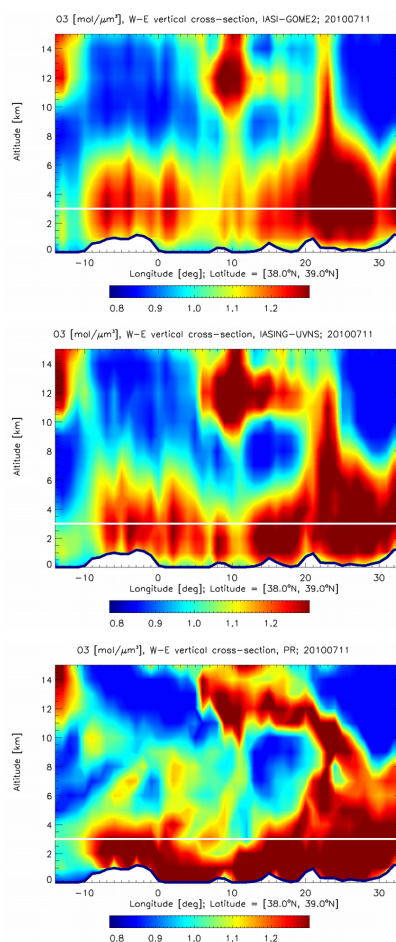 O3 [mol/μm³], W−E vertical cross−section, IASI−GOME2; 20100711
Altitude [km]
14
12
10
8
6
4
2
0
−10 0 10 20 30
Longitude [deg]; Latitude = [38.0°N, 39.0°N]
0.8 0.9 1.0 1.1 1.2
O3 [mol/μm³], W−E vertical cross−section, IASING−UVNS; 20100711
Altitude [km]
14
12
10
8
6
4
2
0
−10 0 10 20 30
Longitude [deg]; Latitude = [38.0°N, 39.0°N]
0.8 0.9 1.0 1.1 1.2
O3 [mol/μm³], W−E vertical cross−section, PR; 20100711
Altitude [km]
14
12
10
8
6
4
2
0
−10 0 10 20 30
Longitude [deg]; Latitude = [38.0°N, 39.0°N]
0.8 0.9 1.0 1.1 1.2